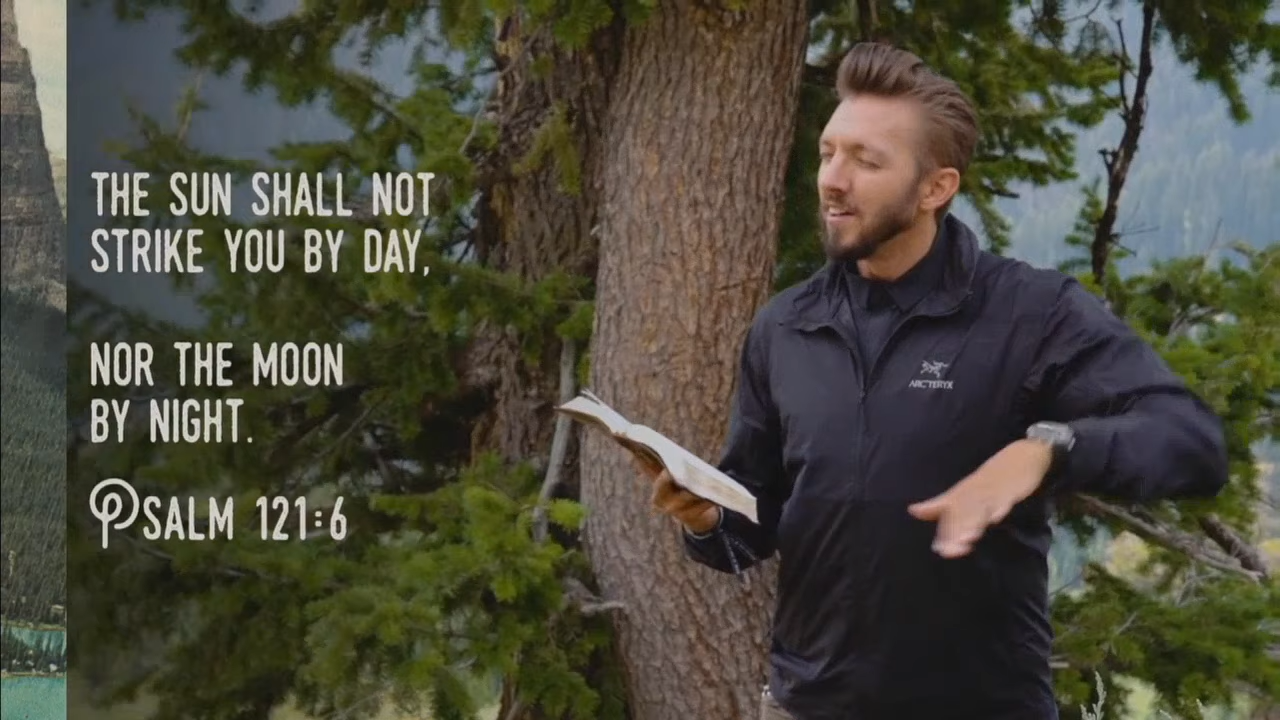 THE SUN SHALL NOT
STRIKE YOU BY DAY,
NOR THE MOON
BY NIGHT.
PSALM 121:6
ARC'TERYX